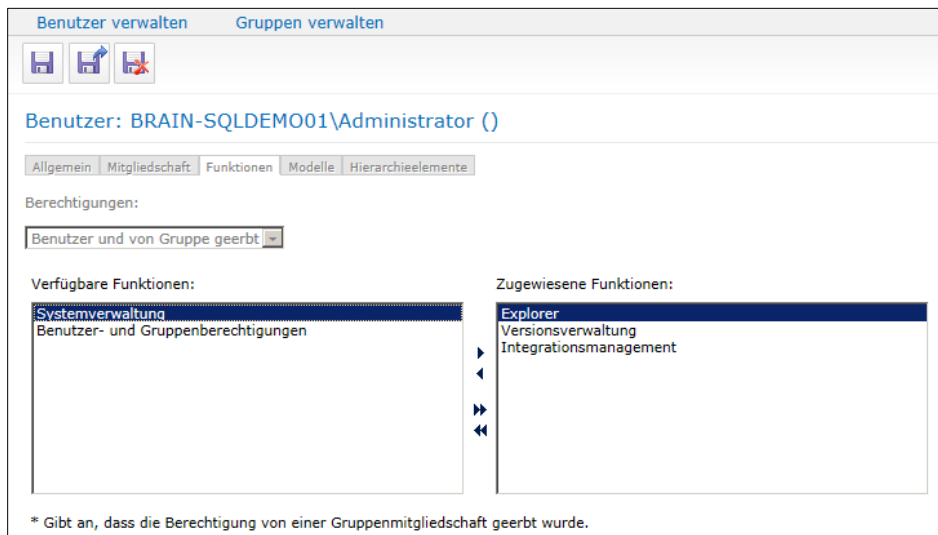 Benutzer verwalten Gruppen verwalten
Benutzer: BRAIN-SQLDEMO01\Administrator ()
Allgemein Mitgliedschaft Funktionen Modelle Hierarchieelemente
Berechtigungen:
Benutzer und von Gruppe geerbt
Verfügbare Funktionen:
Systemverwaltung
Benutzer- und Gruppenberechtigungen
Zugewiesene Funktionen:
Explorer
Versionsverwaltung
Integrationsmanagement
* Gibt an, dass die Berechtigung von einer Gruppenmitgliedschaft geerbt wurde.